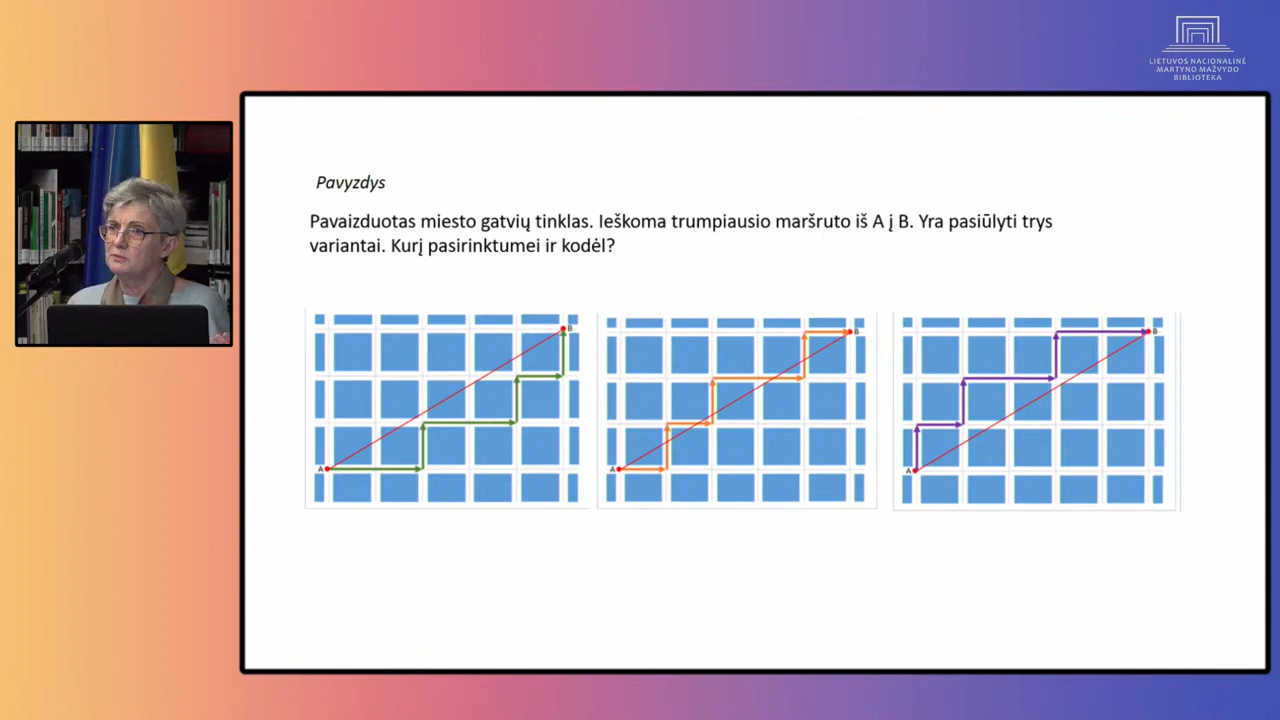 LIETUVOS NACIONALINĖ
MARTYNO MAŽVYDO
BIBLIOTEKA
Pavyzdys
Pavaizduotas miesto gatvių tinklas. Ieškoma trumpiausio maršruto iš A į B. Yra pasiūlyti trys
variantai. Kurį pasirinktumei ir kodėl?
B
A
B
A
B
A